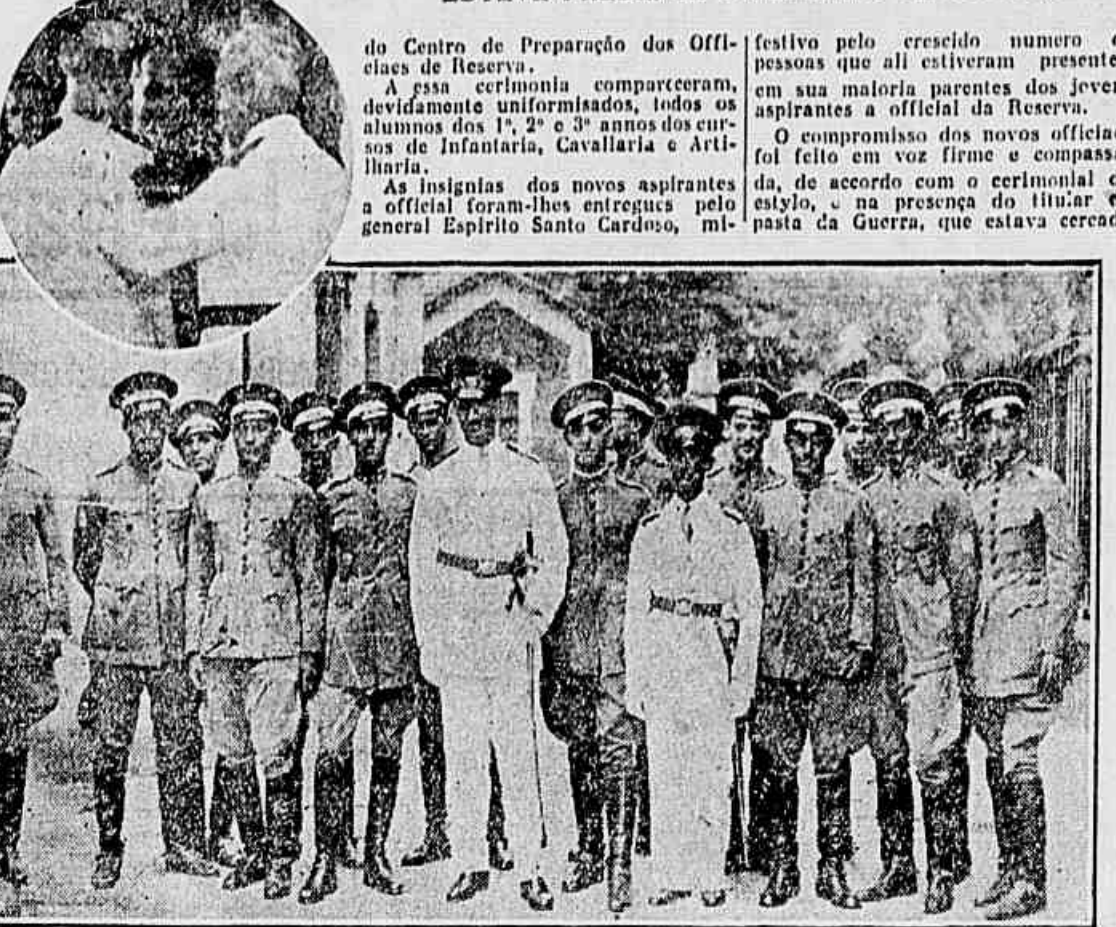 do Centro de Preparação dos Offi-
ciaes de Reserva.
A essa cerimonia compareceram,
devidamente uniformisados, todos os
alumnos dos 1º, 2º e 3º annos dos cur-
sos de Infantaria, Cavallaria e Arti-
lharia.
As insignias dos novos aspirantes
a official foram-lhes entregues pelo
general Espirito Santo Cardoso, mi-
festivo pelo crescido numero
pessoas que ali estiveram presente
em sua maioria parentes dos joven
aspirantes a official da Reserva.
O compromisso dos novos official
foi feito em voz firme e compassa
da, de accordo com o cerimonial
estylo, e na presença do titular
pasta da Guerra, que estava cercad